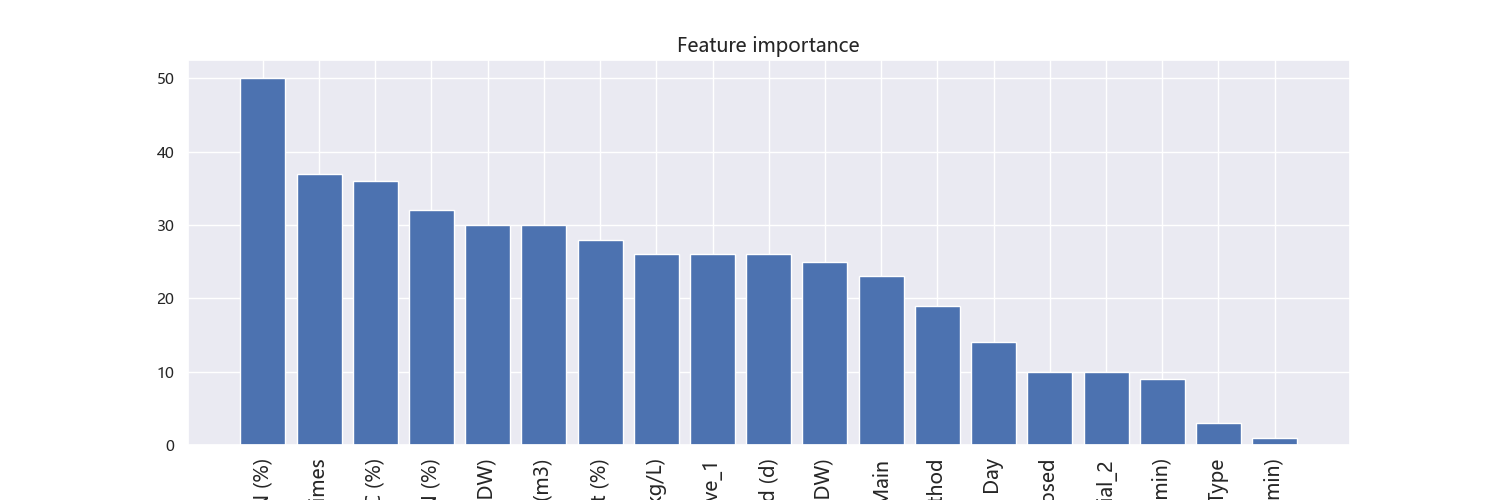 Feature importance
50
40
30
20
10
0
N (%)
imes
C (%)
N (%)
DW)
(m3)
t (%)
kg/L)
ve_1
d (d)
DW)
Main
thod
Day
osed
ial_2
min)
Type
min)